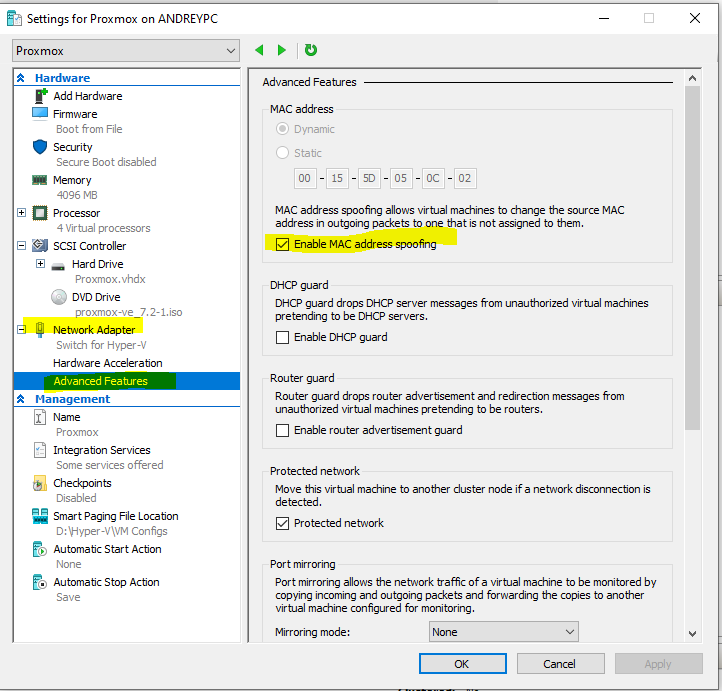 Settings for Proxmox on ANDREYPC
Proxmox
Hardware
Add Hardware
Firmware
Boot from File
Security
Secure Boot disabled
Memory
4096 MB
Processor
4 Virtual processors
SCSI Controller
Hard Drive
Proxmox.vhdx
DVD Drive
proxmox-ve_7.2-1.iso
Network Adapter
Switch for Hyper-V
Hardware Acceleration
Advanced Features
Management
Name
Proxmox
Integration Services
Some services offered
Checkpoints
Disabled
Smart Paging File Location
D:\Hyper-V\VM Configs
Automatic Start Action
None
Automatic Stop Action
Save
Advanced Features
MAC address
Dynamic
Static
00 - 15 - 5D - 05 - 0C - 02
MAC address spoofing allows virtual machines to change the source MAC
address in outgoing packets to one that is not assigned to them.
Enable MAC address spoofing
DHCP guard
DHCP guard drops DHCP server messages from unauthorized virtual machines
pretending to be DHCP servers.
Enable DHCP guard
Router guard
Router guard drops router advertisement and redirection messages from
unauthorized virtual machines pretending to be routers.
Enable router advertisement guard
Protected network
Move this virtual machine to another cluster node if a network disconnection is
detected.
Protected network
Port mirroring
Port mirroring allows the network traffic of a virtual machine to be monitored by
copying incoming and outgoing packets and forwarding the copies to another
virtual machine configured for monitoring.
Mirroring mode: None
OK Cancel Apply